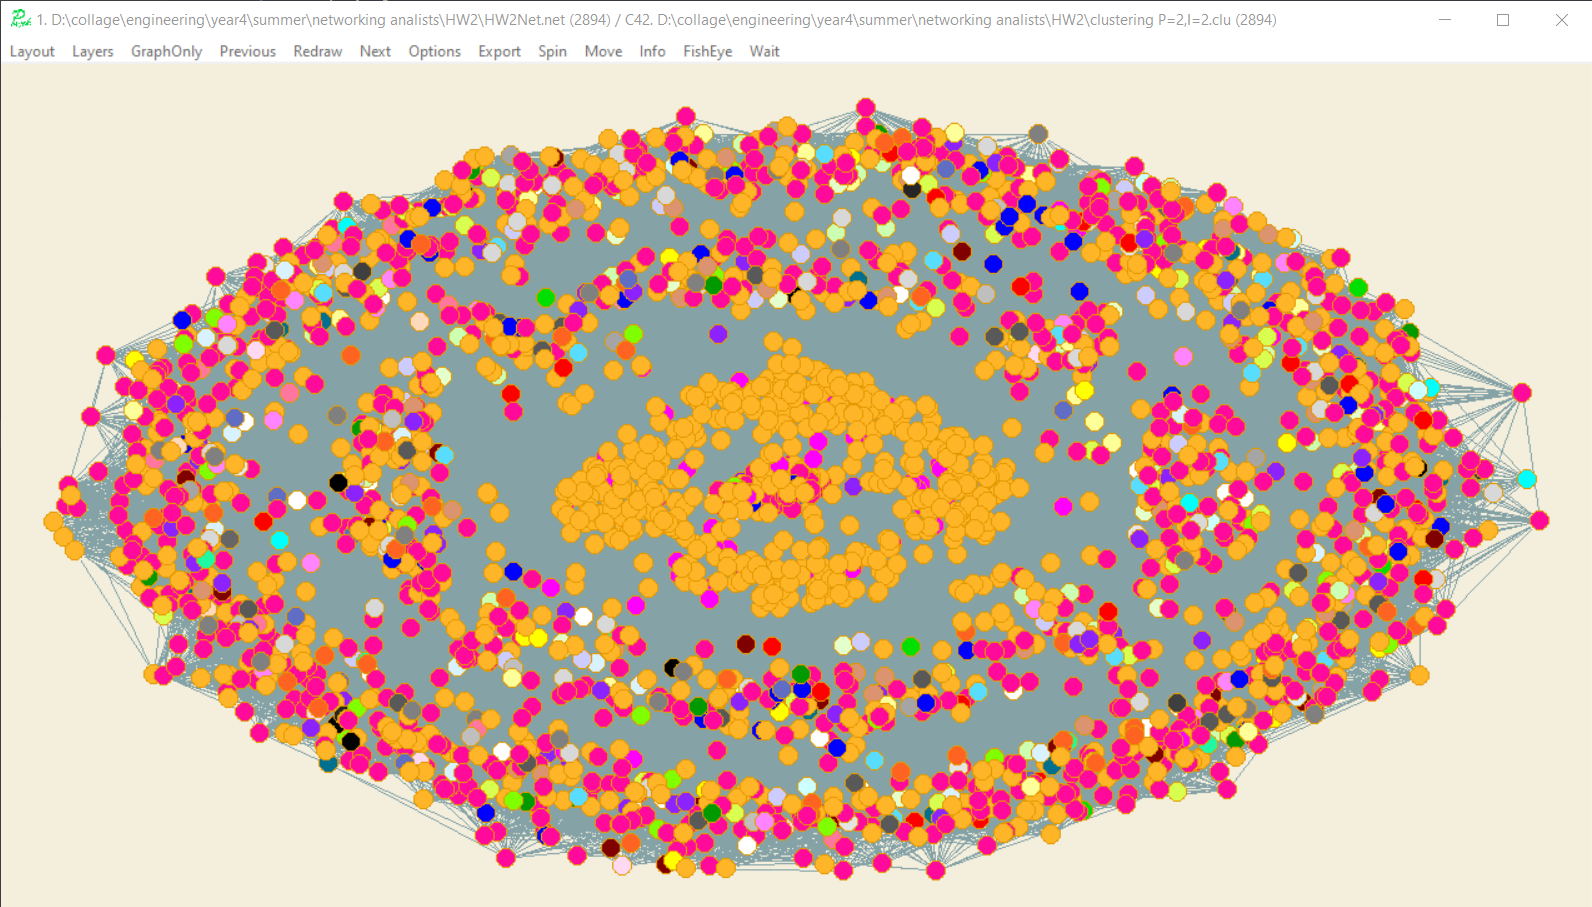 1. D:\collage\engineering\year4\summer\networking analists\HW2\HW2Net.net (2894) / C42. D:\collage\engineering\year4\summer\networking analists\HW2\clustering P=2,I=2.clu (2894)
Layout Layers GraphOnly Previous Redraw Next Options Export Spin Move Info FishEye Wait